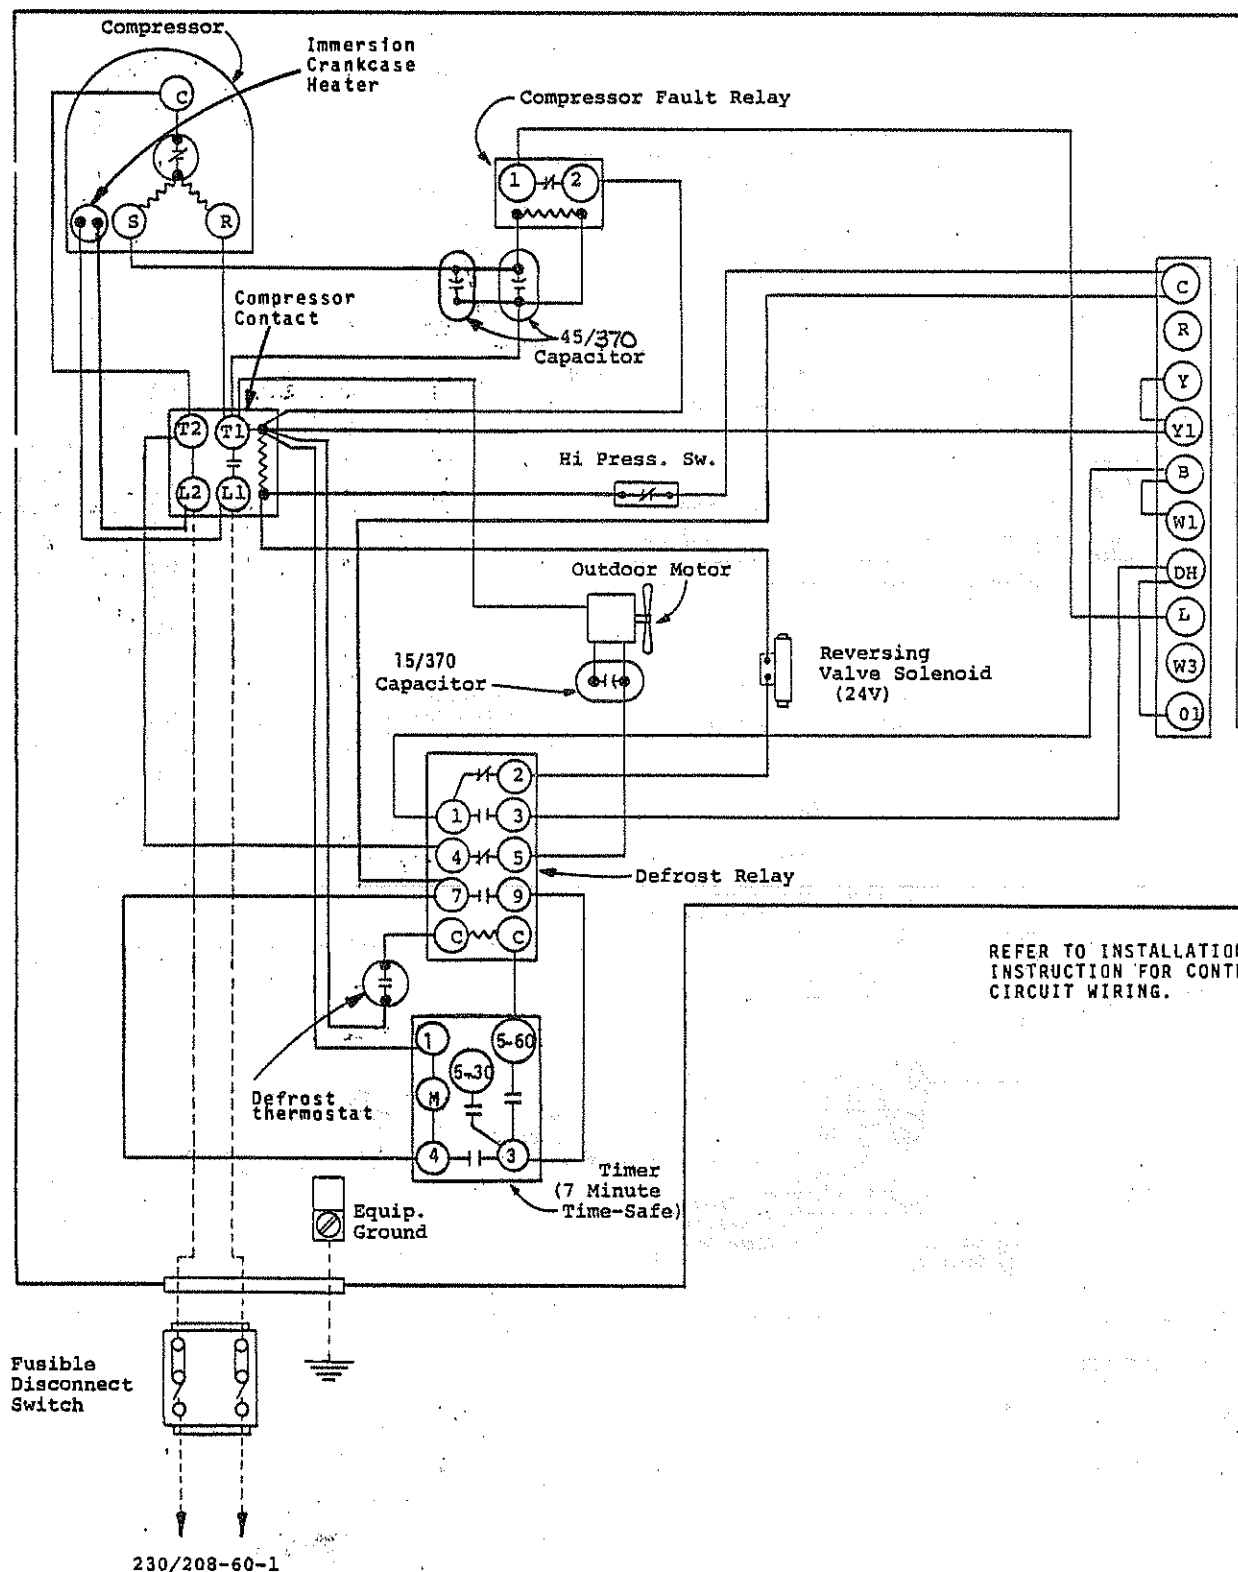 Compressor
Immersion
Crankcase
Heater
C
S
R
Compressor Fault Relay
1
2
45/370
Capacitor
Compressor
Contact
T2
T1
L2
L1
Hi Press. Sw.
C
R
Y
Y1
B
W1
DH
L
W3
O1
Outdoor Motor
15/370
Capacitor
Reversing
Valve Solenoid
(24V)
2
1
3
4
5
7
9
C
C
Defrost Relay
REFER TO INSTALLATIO
INSTRUCTION FOR CONT
CIRCUIT WIRING.
Defrost
thermostat
1
5-60
5-30
M
4
3
Timer
(7 Minute
Time-Safe)
Equip.
Ground
Fusible
Disconnect
Switch
230/208-60-1